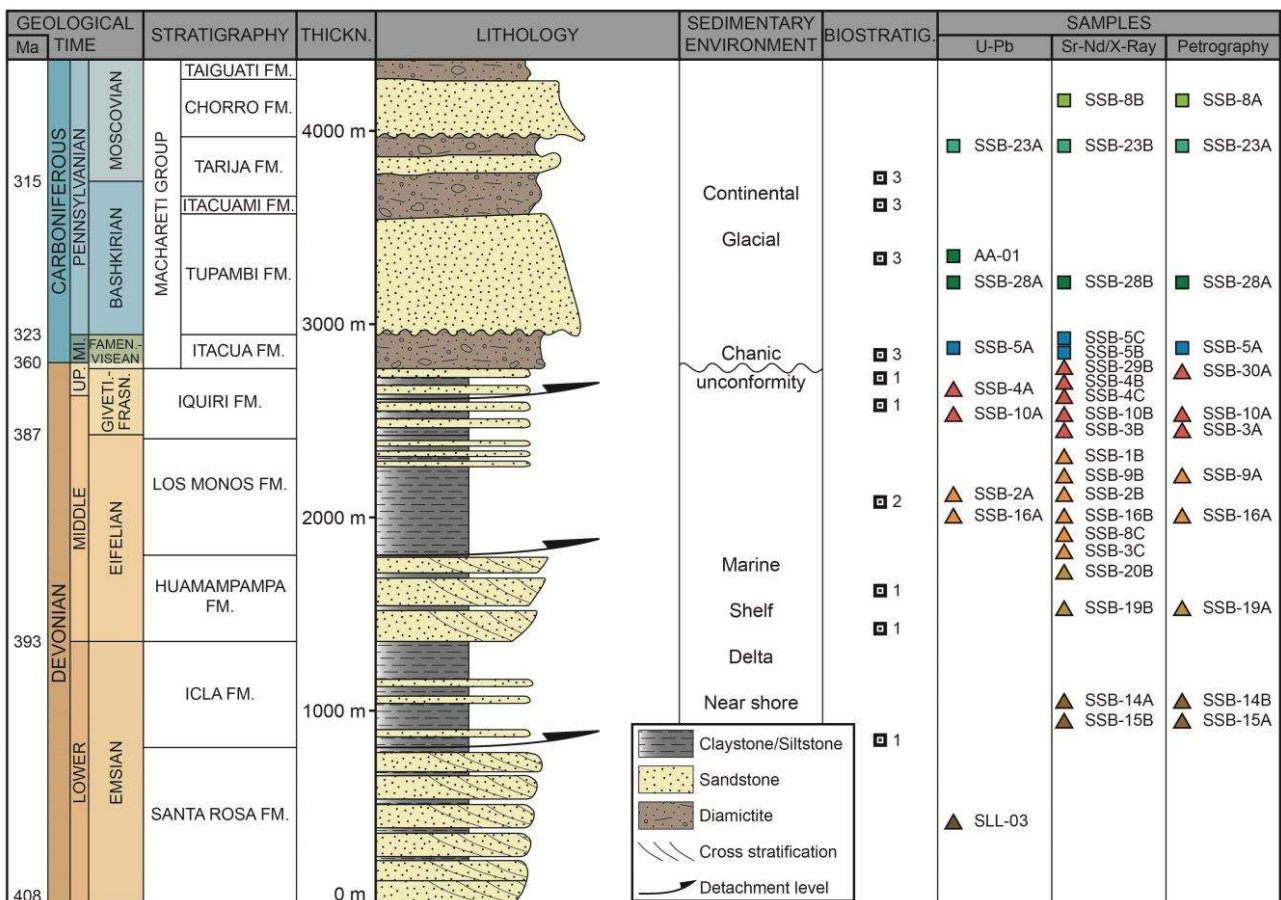 GEOLOGICAL TIME
Ma
STRATIGRAPHY
THICKN.
LITHOLOGY
SEDIMENTARY ENVIRONMENT
BIOSTRATIG.
SAMPLES
U-Pb
Sr-Nd/X-Ray
Petrography
315
323
360
387
393
408
CARBONIFEROUS
DEVONIAN
PENNSYLVANIAN
MI.
UP.
MIDDLE
LOWER
MOSCOVIAN
BASHKIRIAN
FAMEN.-
VISEAN
GIVETI.-
FRASN.
EIFELIAN
EMSIAN
MACHARETI GROUP
TAIGUATI FM.
CHORRO FM.
TARIJA FM.
ITACUAMI FM.
TUPAMBI FM.
ITACUA FM.
IQUIRI FM.
LOS MONOS FM.
HUAMAMPAMPA
FM.
ICLA FM.
SANTA ROSA FM.
4000 m
3000 m
2000 m
1000 m
0 m
Continental
Glacial
Chanic
unconformity
Marine
Shelf
Delta
Near shore
3
3
3
3
1
1
2
1
1
1
SSB-23A
AA-01
SSB-28A
SSB-5A
SSB-4A
SSB-10A
SSB-2A
SSB-16A
SLL-03
SSB-8B
SSB-23B
SSB-28B
SSB-5C
SSB-5B
SSB-29B
SSB-4B
SSB-4C
SSB-10B
SSB-3B
SSB-1B
SSB-9B
SSB-2B
SSB-16B
SSB-8C
SSB-3C
SSB-20B
SSB-19B
SSB-14A
SSB-15B
SSB-8A
SSB-23A
SSB-28A
SSB-5A
SSB-30A
SSB-10A
SSB-3A
SSB-9A
SSB-16A
SSB-19A
SSB-14B
SSB-15A
Claystone/Siltstone
Sandstone
Diamictite
Cross stratification
Detachment level